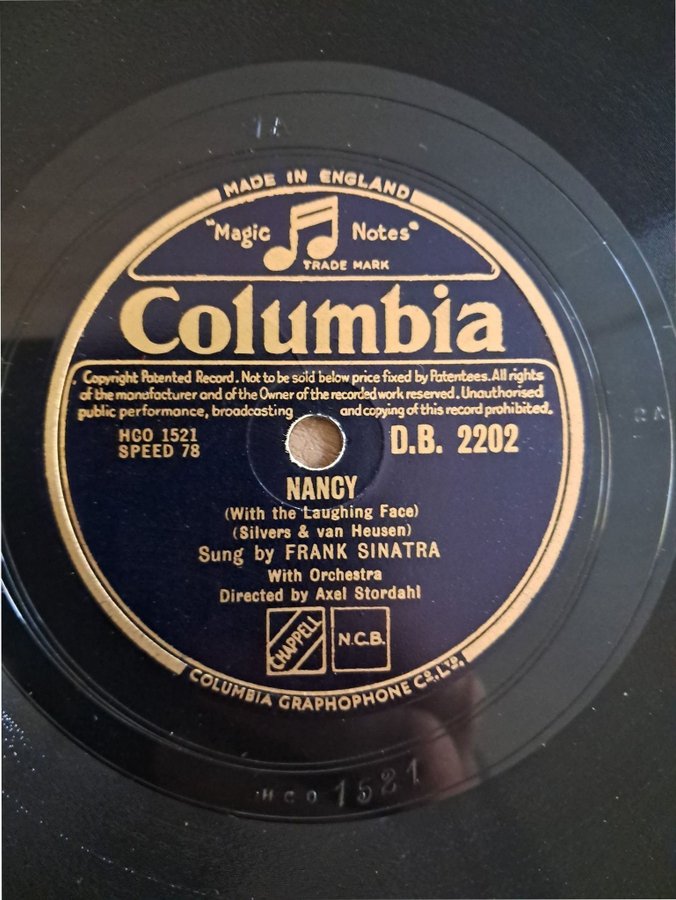 1A
MADE IN ENGLAND
"Magic Notes"
TRADE MARK
Columbia
Copyright Patented Record. Not to be sold below price fixed by Patentees. All rights
of the manufacturer and of the Owner of the recorded work reserved. Unauthorised
public performance, broadcasting and copying of this record prohibited.
HCO 1521
SPEED 78
D.B. 2202
NANCY
(With the Laughing Face)
(Silvers & van Heusen)
Sung by FRANK SINATRA
With Orchestra
Directed by Axel Stordahl
CHAPPELL
N.C.B.
COLUMBIA GRAPHOPHONE Co. LTD.
HCO 1521